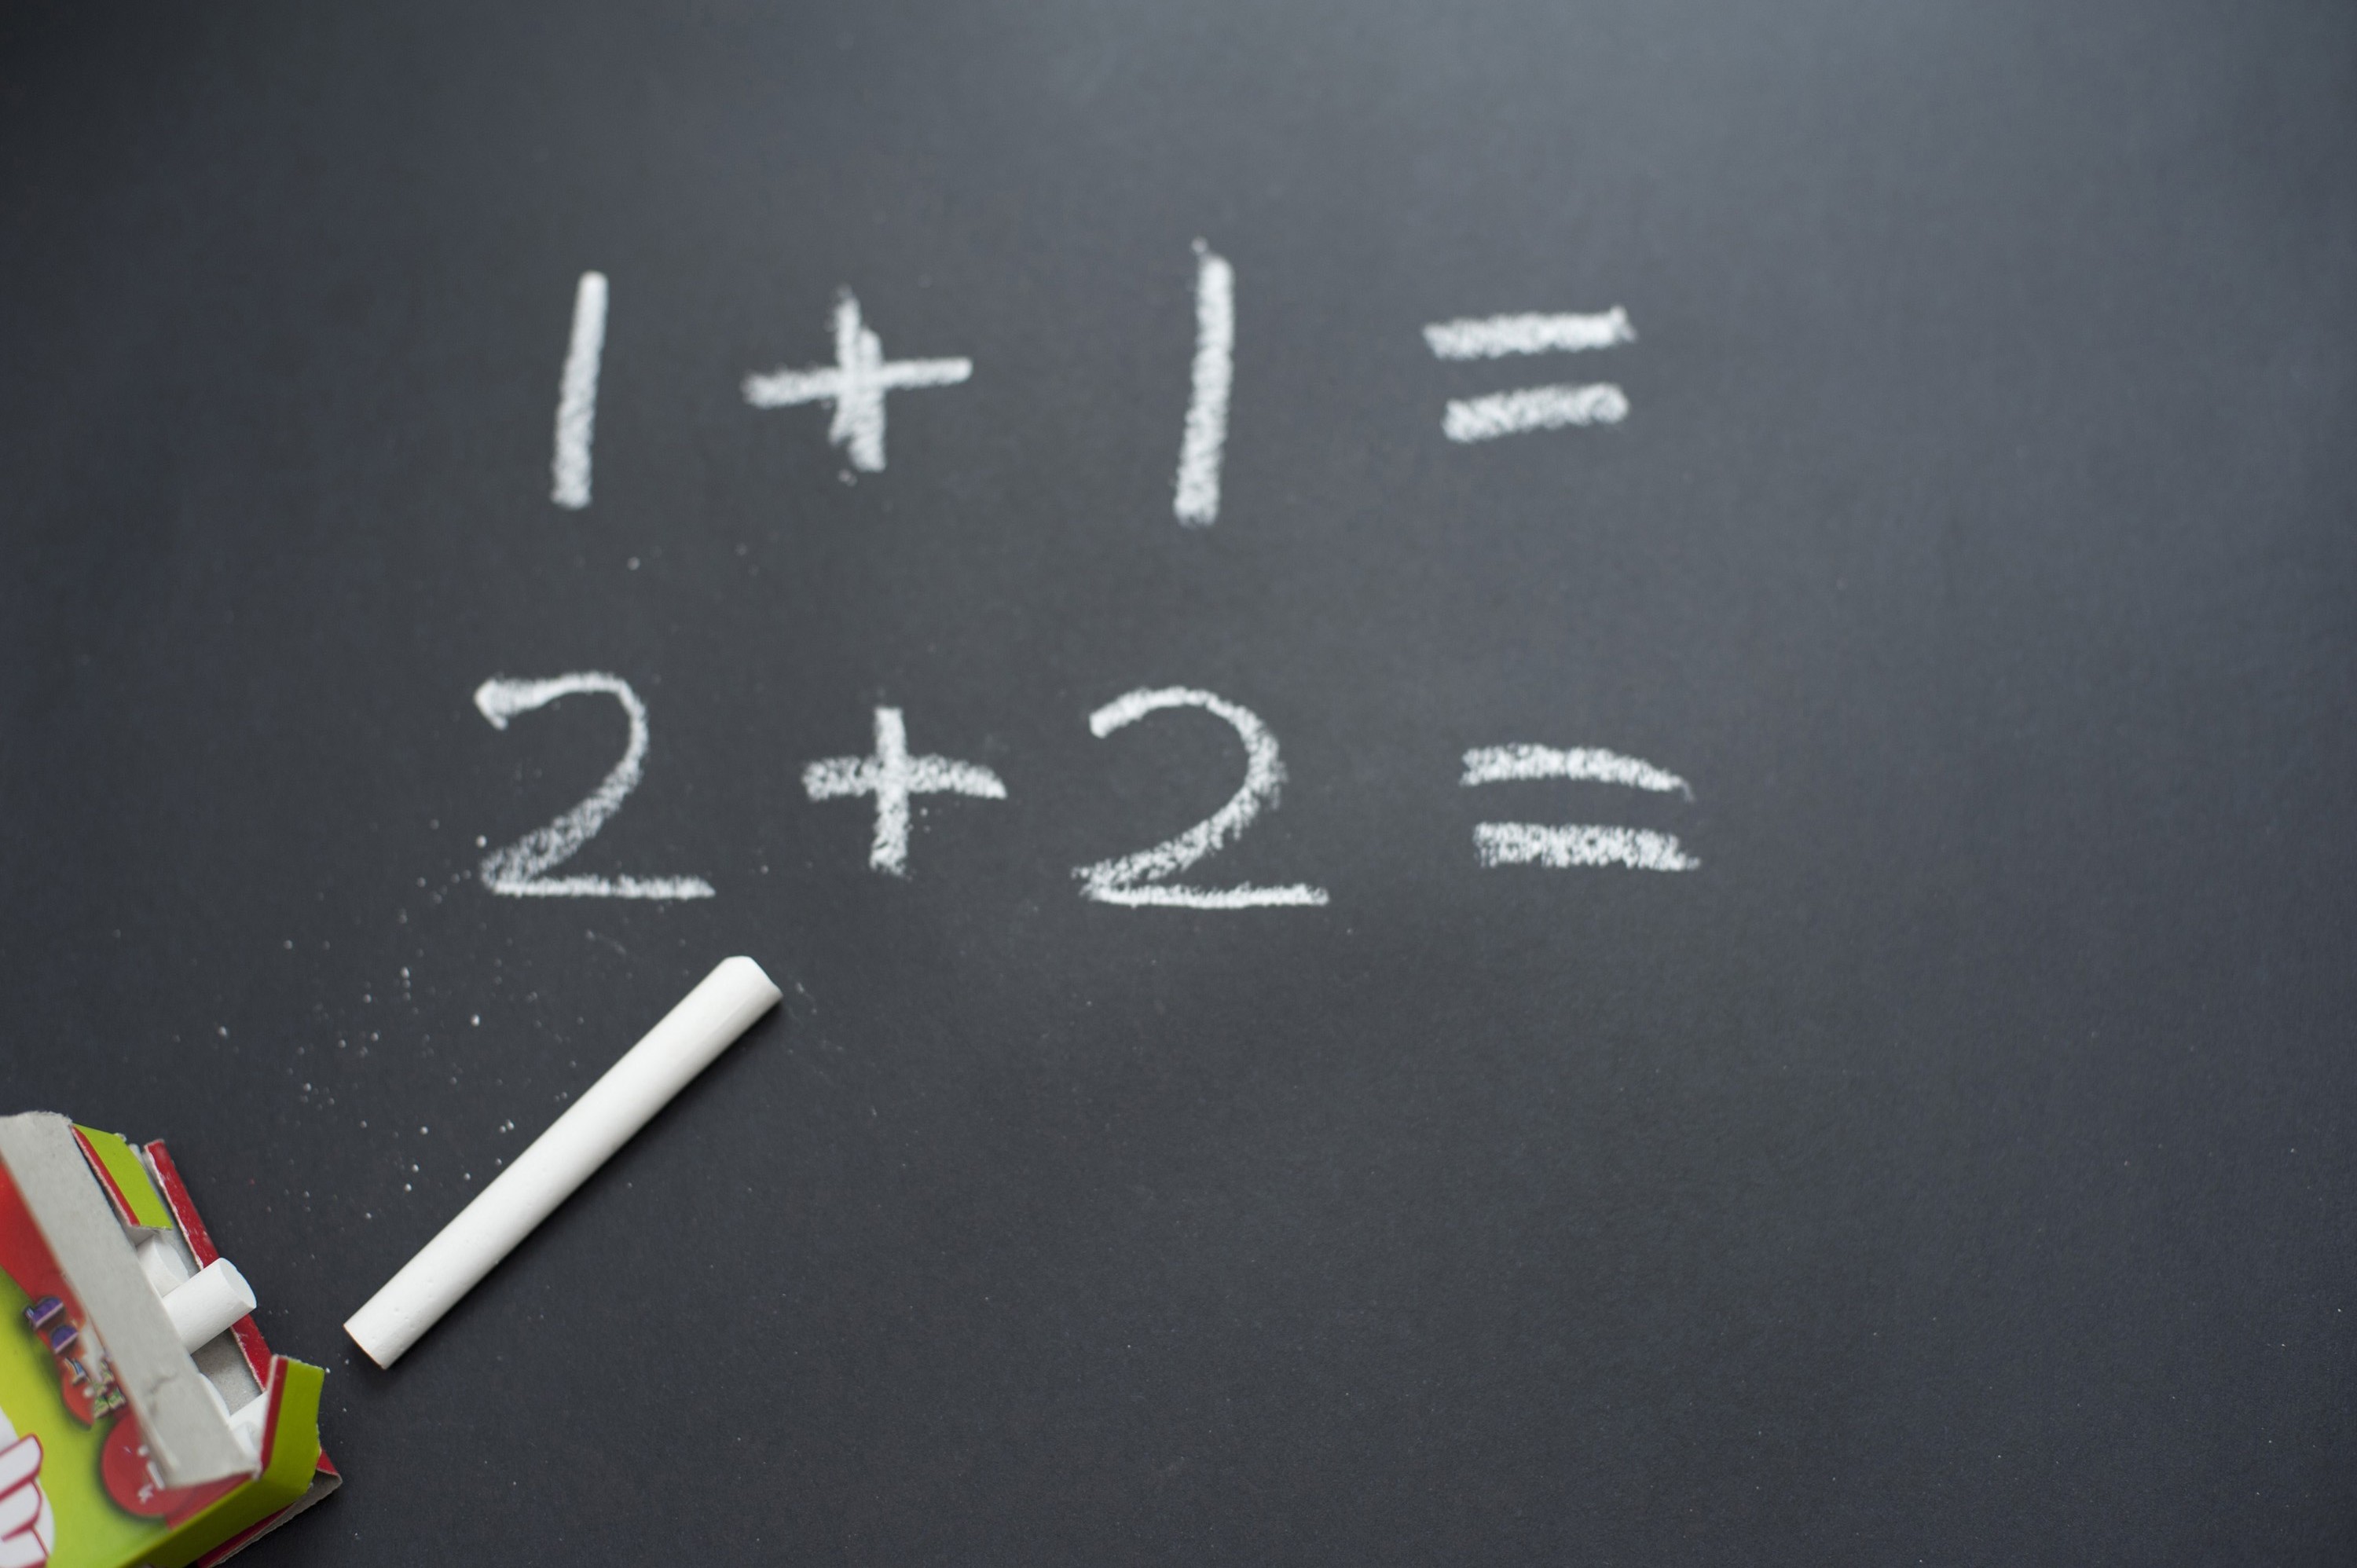 1 + 1 =
2 + 2 =